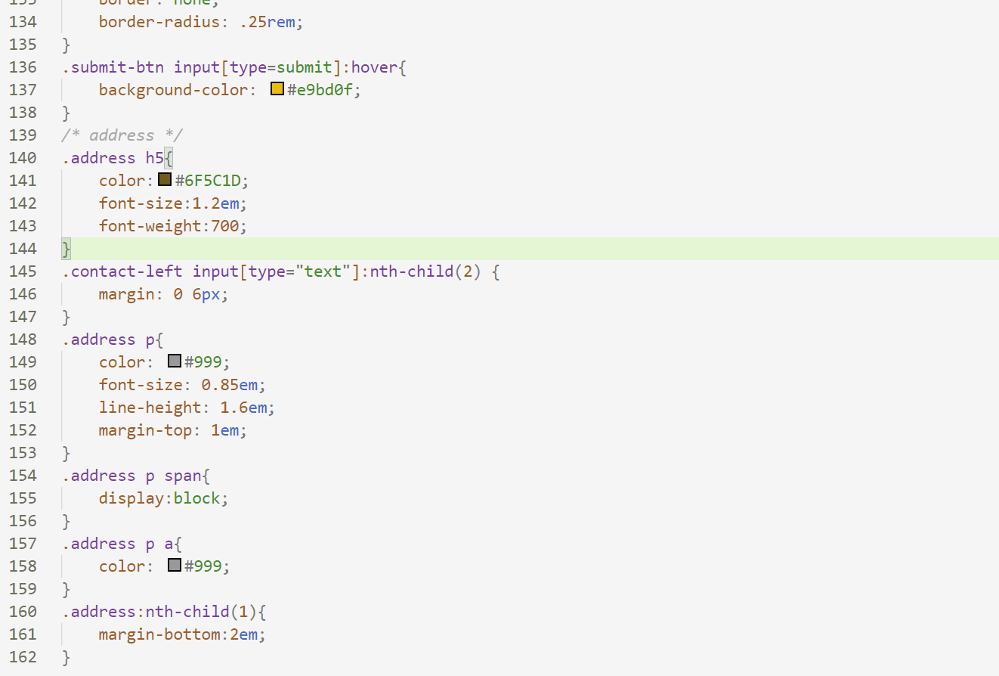 133 border: none;
134 border-radius: .25rem;
135 }
136 .submit-btn input[type=submit]:hover{
137 background-color: #e9bd0f;
138 }
139 /* address */
140 .address h5{
141 color: #6F5C1D;
142 font-size:1.2em;
143 font-weight:700;
144 }
145 .contact-left input[type="text"]:nth-child(2) {
146 margin: 0 6px;
147 }
148 .address p{
149 color: #999;
150 font-size: 0.85em;
151 line-height: 1.6em;
152 margin-top: 1em;
153 }
154 .address p span{
155 display:block;
156 }
157 .address p a{
158 color: #999;
159 }
160 .address:nth-child(1){
161 margin-bottom:2em;
162 }